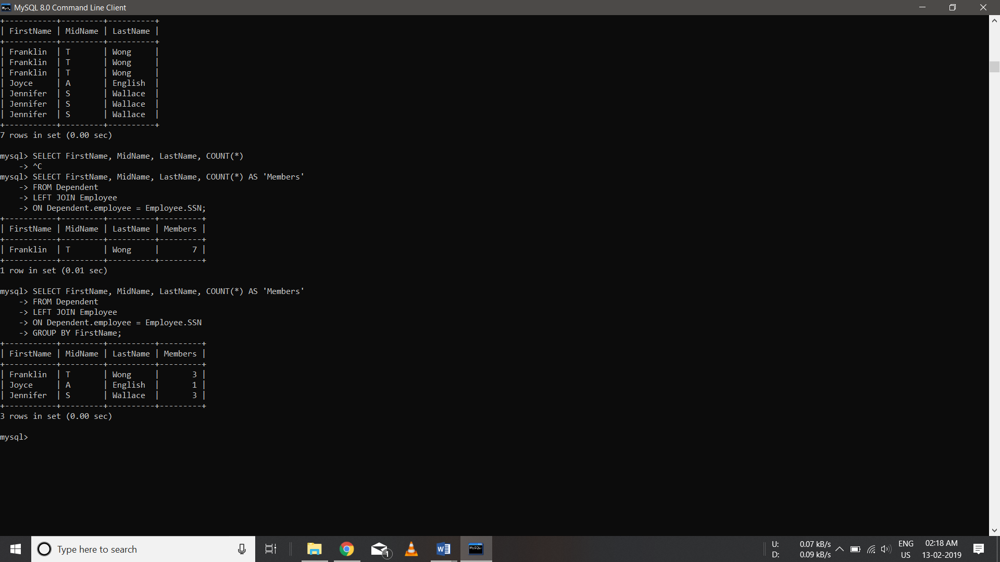 MySQL 8.0 Command Line Client
+-----------+---------+----------+
| FirstName | MidName | LastName |
+-----------+---------+----------+
| Franklin  | T       | Wong     |
| Franklin  | T       | Wong     |
| Franklin  | T       | Wong     |
| Joyce     | A       | English  |
| Jennifer  | S       | Wallace  |
| Jennifer  | S       | Wallace  |
| Jennifer  | S       | Wallace  |
+-----------+---------+----------+
7 rows in set (0.00 sec)
mysql> SELECT FirstName, MidName, LastName, COUNT(*)
    -> ^C
mysql> SELECT FirstName, MidName, LastName, COUNT(*) AS 'Members'
    -> FROM Dependent
    -> LEFT JOIN Employee
    -> ON Dependent.employee = Employee.SSN;
+-----------+---------+----------+---------+
| FirstName | MidName | LastName | Members |
+-----------+---------+----------+---------+
| Franklin  | T       | Wong     |       7 |
+-----------+---------+----------+---------+
1 row in set (0.01 sec)
mysql> SELECT FirstName, MidName, LastName, COUNT(*) AS 'Members'
    -> FROM Dependent
    -> LEFT JOIN Employee
    -> ON Dependent.employee = Employee.SSN
    -> GROUP BY FirstName;
+-----------+---------+----------+---------+
| FirstName | MidName | LastName | Members |
+-----------+---------+----------+---------+
| Franklin  | T       | Wong     |       3 |
| Joyce     | A       | English  |       1 |
| Jennifer  | S       | Wallace  |       3 |
+-----------+---------+----------+---------+
3 rows in set (0.00 sec)
mysql>
Type here to search
1
W
MySQL
U: 0.07 kB/s
D: 0.09 kB/s
ENG
US
02:18 AM
13-02-2019